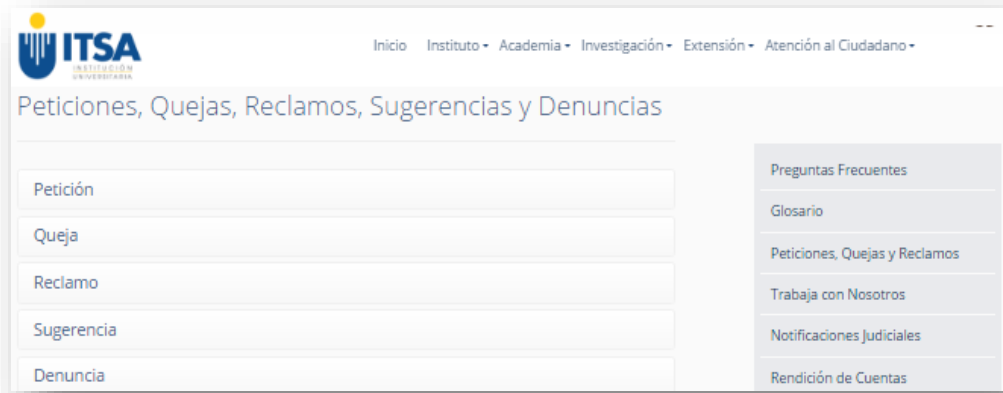 ITSA
INSTITUCIÓN
UNIVERSITARIA
Inicio Instituto Academia Investigación Extensión Atención al Ciudadano
Peticiones, Quejas, Reclamos, Sugerencias y Denuncias
Petición
Queja
Reclamo
Sugerencia
Denuncia
Preguntas Frecuentes
Glosario
Peticiones, Quejas y Reclamos
Trabaja con Nosotros
Notificaciones Judiciales
Rendición de Cuentas